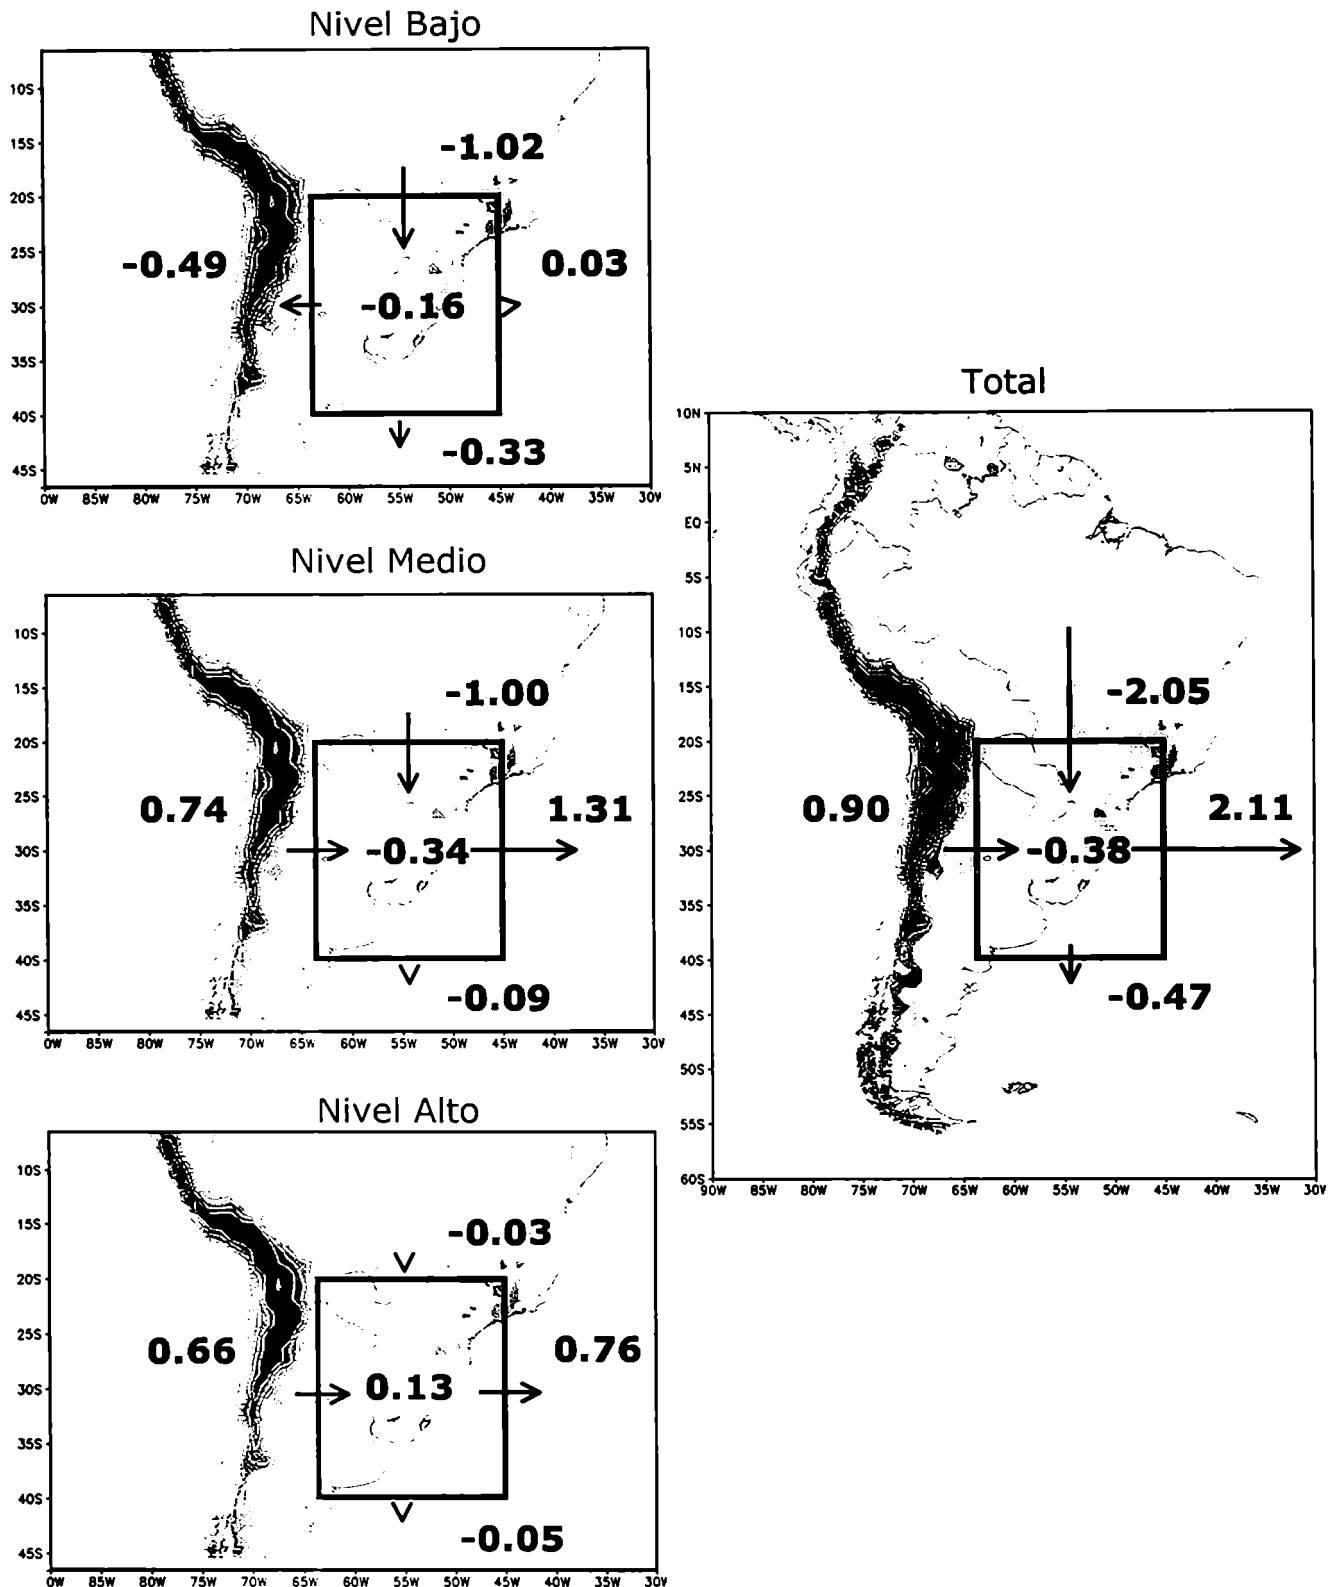 Nivel Bajo
10S
15S
20S
25S
30S
35S
40S
45S
-1.02
-0.49
0.03
-0.16
-0.33
0W 85W 80W 75W 70W 65W 60W 55W 50W 45W 40W 35W 30W
Nivel Medio
10S
15S
20S
25S
30S
35S
40S
45S
-1.00
0.74
1.31
-0.34
-0.09
0W 85W 80W 75W 70W 65W 60W 55W 50W 45W 40W 35W 30W
Nivel Alto
10S
15S
20S
25S
30S
35S
40S
45S
-0.03
0.66
0.76
0.13
-0.05
0W 85W 80W 75W 70W 65W 60W 55W 50W 45W 40W 35W 30W
Total
10N
5N
EQ
5S
10S
15S
20S
25S
30S
35S
40S
45S
50S
55S
60S
-2.05
0.90
2.11
-0.38
-0.47
90W 85W 80W 75W 70W 65W 60W 55W 50W 45W 40W 35W 30W